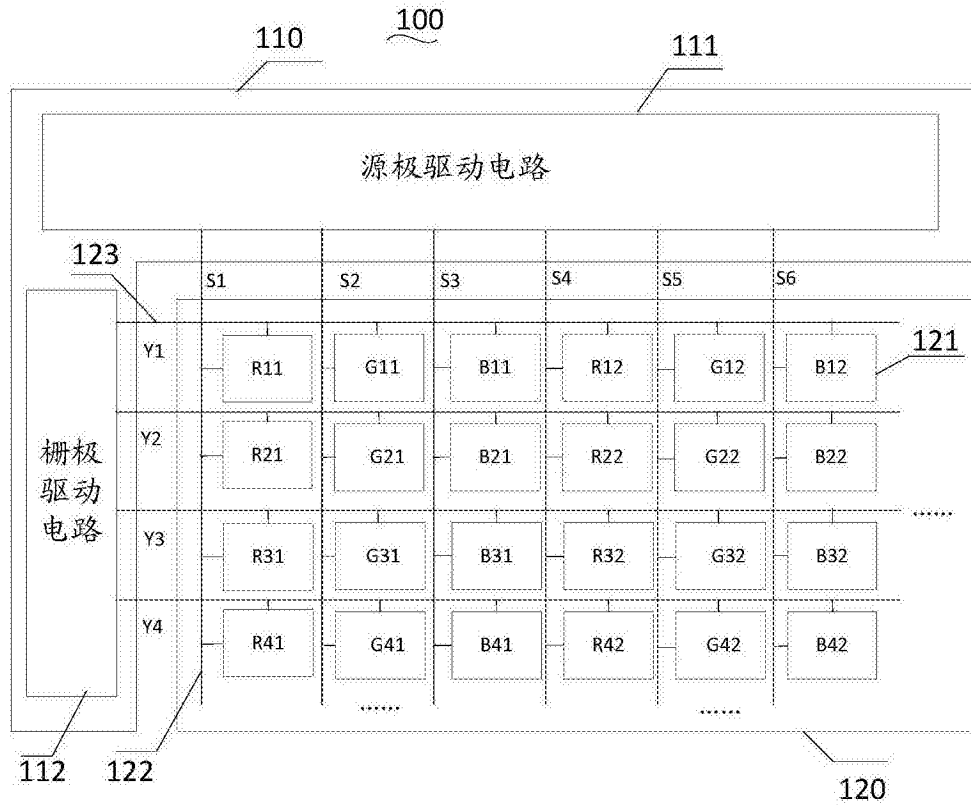 100
110
111
源极驱动电路
123
S1 S2 S3 S4 S5 S6
Y1 R11 G11 B11 R12 G12 B12
121
Y2 R21 G21 B21 R22 G22 B22
栅极
驱动
电路
......
Y3 R31 G31 B31 R32 G32 B32
Y4 R41 G41 B41 R42 G42 B42
...... ......
112
122
120